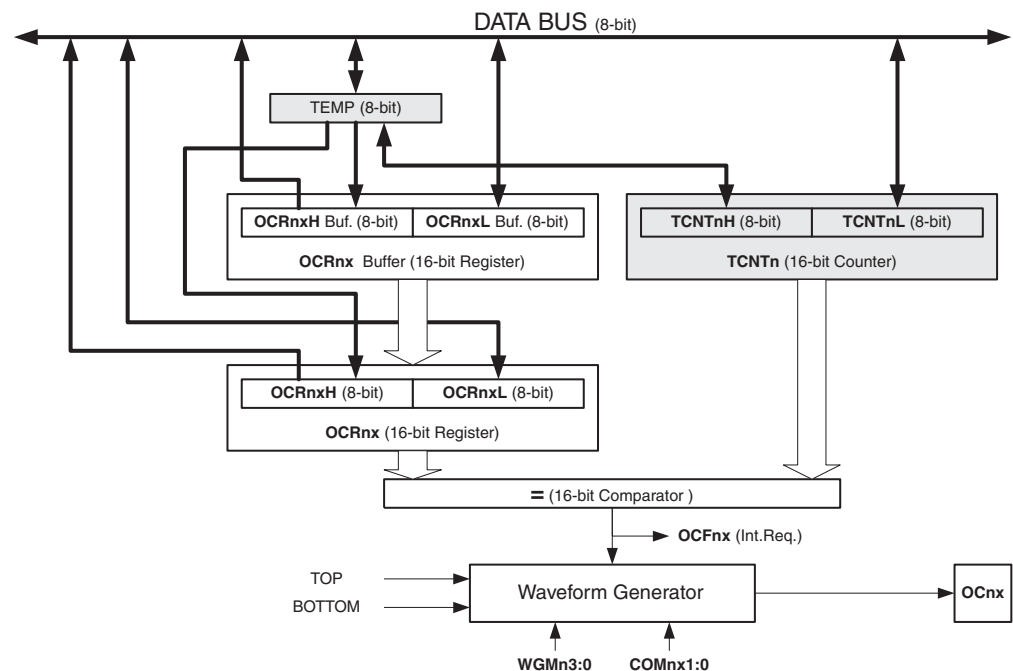 DATA BUS (8-bit)
TEMP (8-bit)
OCRnxH Buf. (8-bit) OCRnxL Buf. (8-bit)
OCRnx Buffer (16-bit Register)
TCNTnH (8-bit) TCNTnL (8-bit)
TCNTn (16-bit Counter)
OCRnxH (8-bit) OCRnxL (8-bit)
OCRnx (16-bit Register)
= (16-bit Comparator )
OCFnx (Int.Req.)
TOP
BOTTOM
Waveform Generator
OCnx
WGMn3:0 COMnx1:0